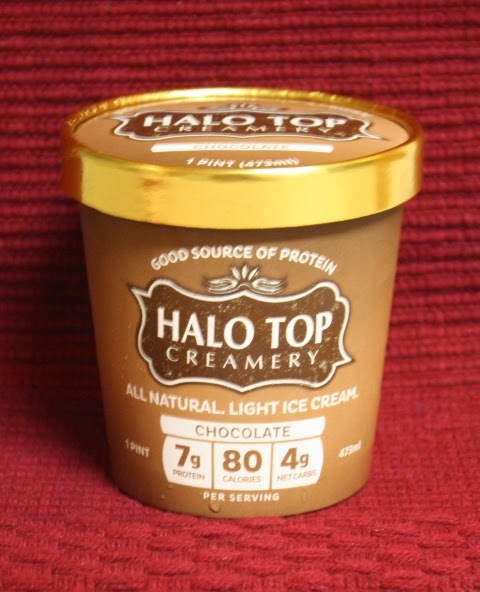 HALO TOP
CREAMERY
CHOCOLATE
1 PINT (473ml)
GOOD SOURCE OF PROTEIN
HALO TOP
CREAMERY
ALL NATURAL. LIGHT ICE CREAM.
CHOCOLATE
1 PINT
7g
PROTEIN
80
CALORIES
4g
NET CARBS
473ml
PER SERVING